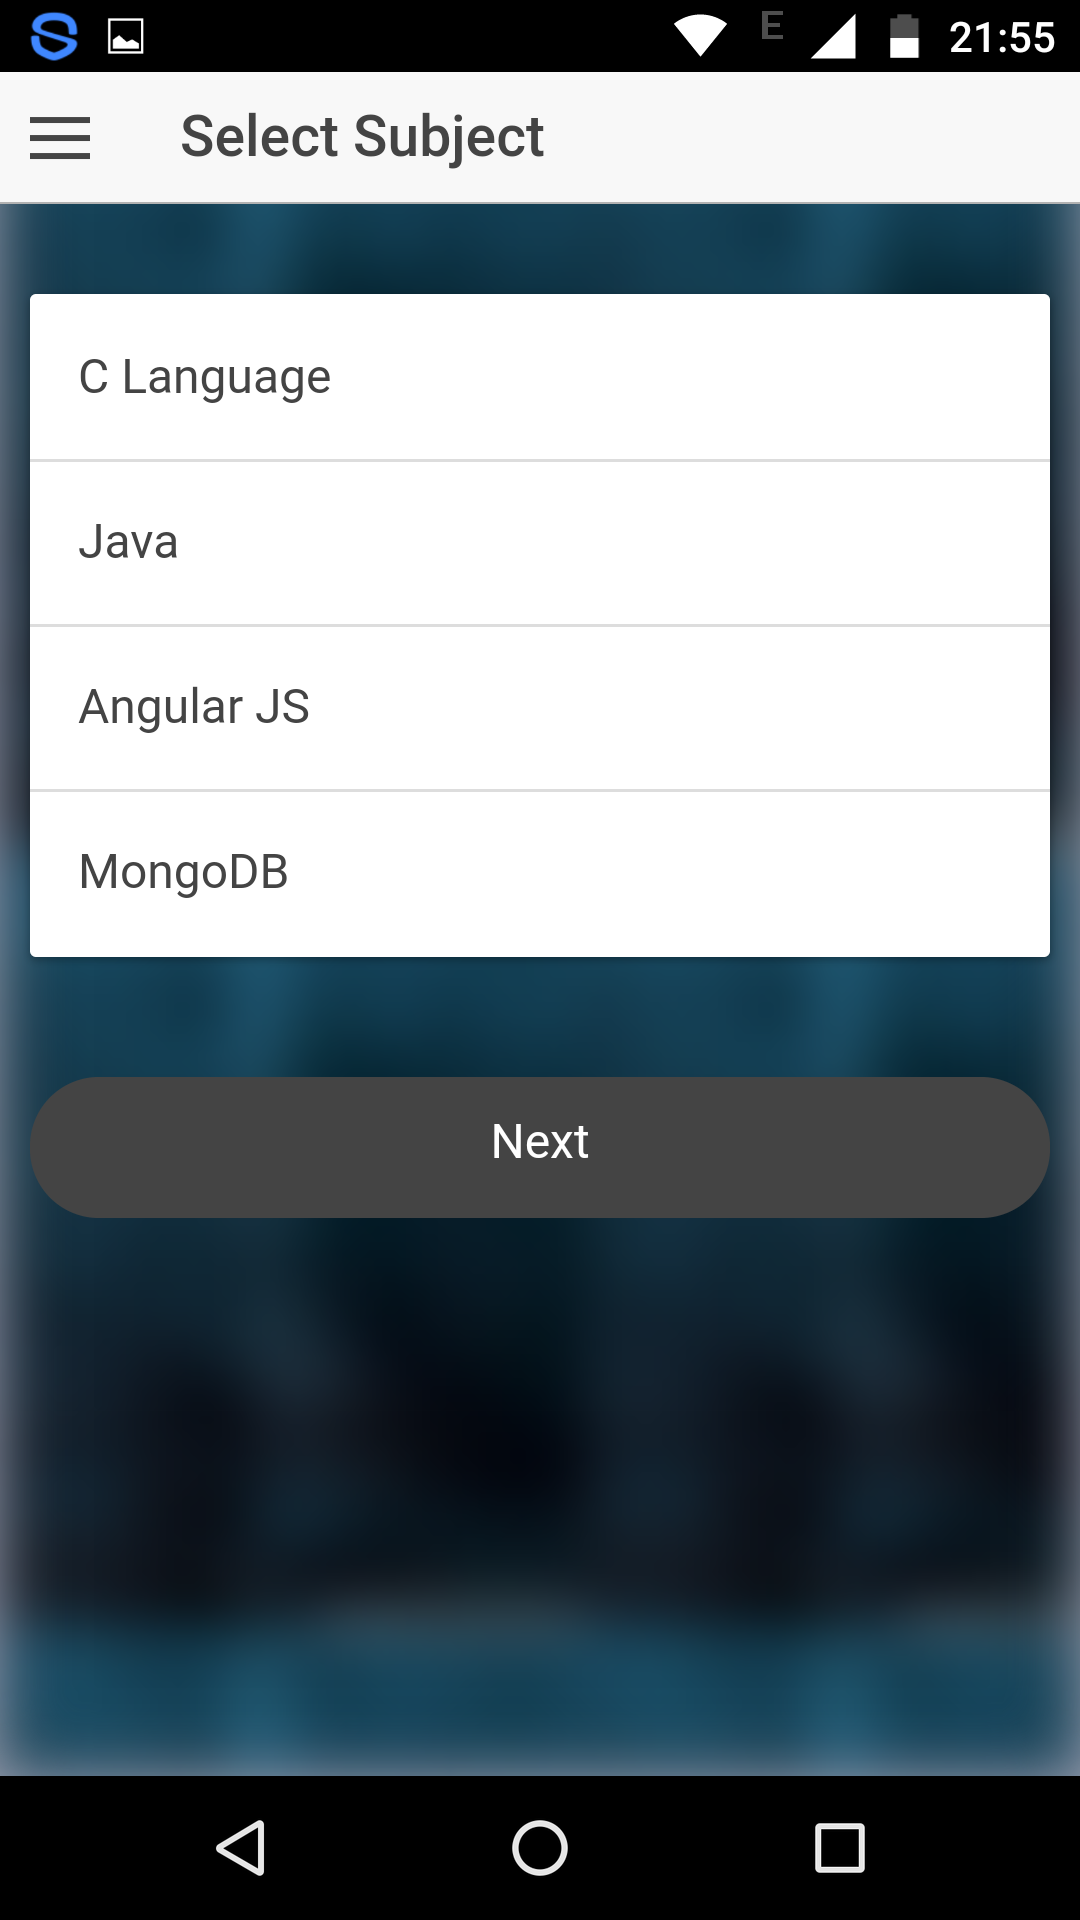 E 21:55
Select Subject
C Language
Java
Angular JS
MongoDB
Next